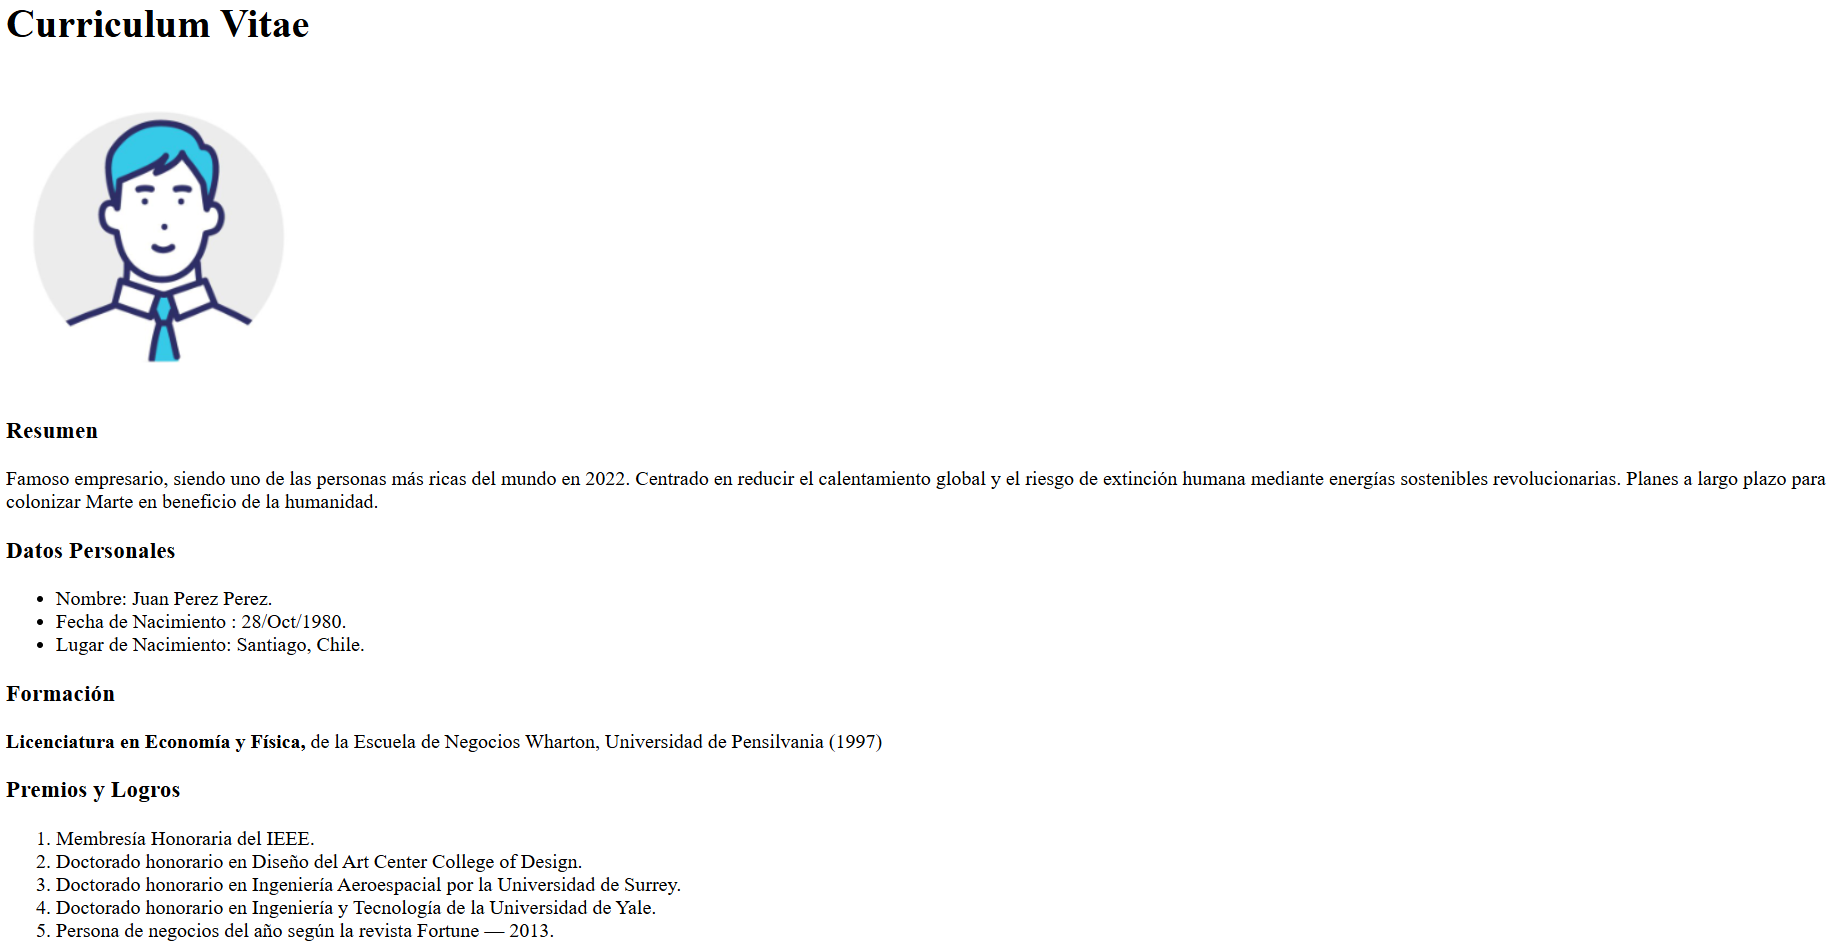 Curriculum Vitae
Resumen
Famoso empresario, siendo uno de las personas más ricas del mundo en 2022. Centrado en reducir el calentamiento global y el riesgo de extinción humana mediante energías sostenibles revolucionarias. Planes a largo plazo para
colonizar Marte en beneficio de la humanidad.
Datos Personales
• Nombre: Juan Perez Perez.
• Fecha de Nacimiento : 28/Oct/1980.
• Lugar de Nacimiento: Santiago, Chile.
Formación
Licenciatura en Economía y Física, de la Escuela de Negocios Wharton, Universidad de Pensilvania (1997)
Premios y Logros
1. Membresía Honoraria del IEEE.
2. Doctorado honorario en Diseño del Art Center College of Design.
3. Doctorado honorario en Ingeniería Aeroespacial por la Universidad de Surrey.
4. Doctorado honorario en Ingeniería y Tecnología de la Universidad de Yale.
5. Persona de negocios del año según la revista Fortune — 2013.